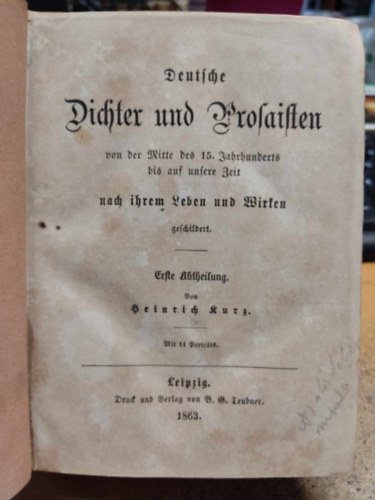 Deutsche
Dichter und Prosaisten
von der Mitte des 15. Jahrhunderts
bis auf unsere Zeit
nach ihrem Leben und Wirken
geschildert.
Erste Abtheilung.
Von
Heinrich Kurz.
Mit 14 Porträts.
Leipzig.
Druck und Verlag von B. G. Teubner.
1863.